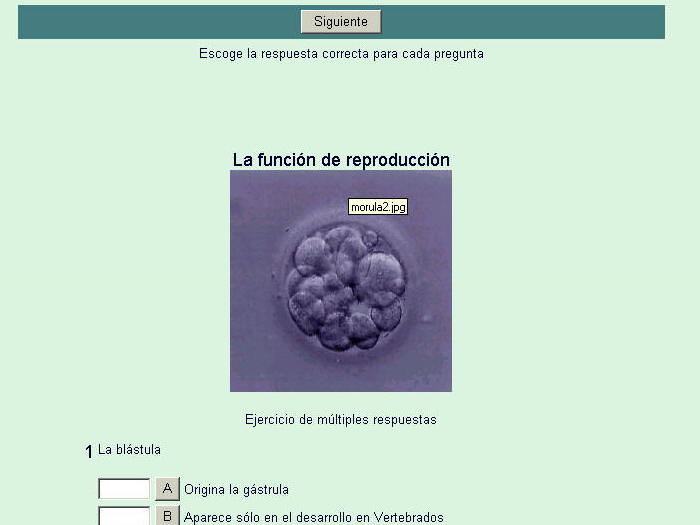 Siguiente
Escoge la respuesta correcta para cada pregunta
La función de reproducción
morula2.jpg
Ejercicio de múltiples respuestas
1 La blástula
A Origina la gástrula
B Aparece sólo en el desarrollo en Vertebrados